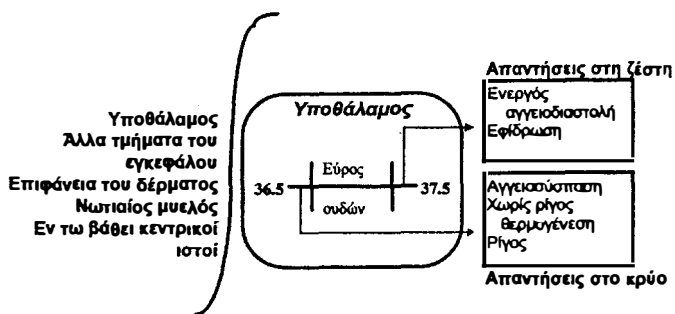 Υποθάλαμος
Άλλα τμήματα του
εγκεφάλου
Επιφάνεια του δέρματος
Νωτιαίος μυελός
Εν τω βάθει κεντρικοί
ιστοί
Υποθάλαμος
Εύρος
36.5
37.5
ουδών
Απαντήσεις στη ζέστη
Ενεργός
αγγειοδιαστολή
Εφίδρωση
Αγγειοσύσπαση
Χωρίς ρίγος
θερμογένεση
Ρίγος
Απαντήσεις στο κρύο